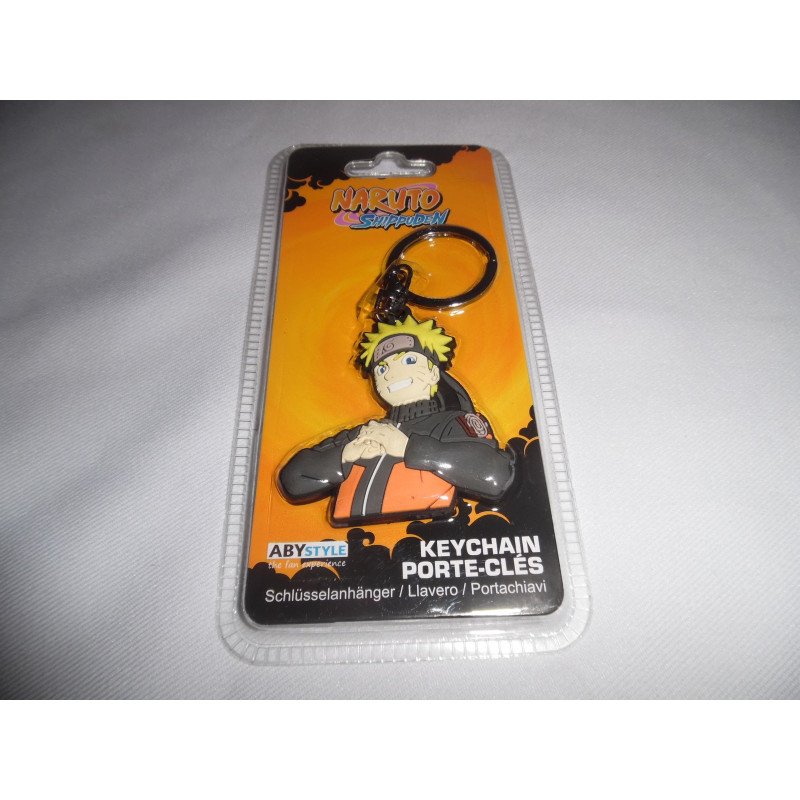 NARUTO
SHIPPUDEN
ABYSTYLE
the fan experience
KEYCHAIN
PORTE-CLÉS
Schlüsselanhänger / Llavero / Portachiavi